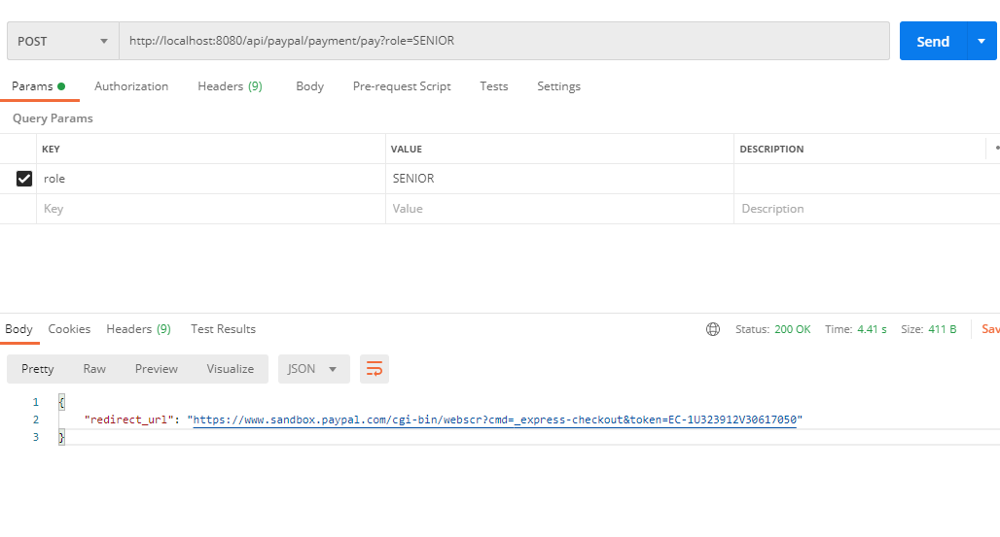 POST http://localhost:8080/api/paypal/payment/pay?role=SENIOR Send
Params Authorization Headers (9) Body Pre-request Script Tests Settings
Query Params
KEY VALUE DESCRIPTION
role SENIOR
Key Value Description
Body Cookies Headers (9) Test Results Status: 200 OK Time: 4.41 s Size: 411 B Sav
Pretty Raw Preview Visualize JSON
1 {
2 "redirect_url": "https://www.sandbox.paypal.com/cgi-bin/webscr?cmd=_express-checkout&token=EC-1U323912V30617050"
3 }